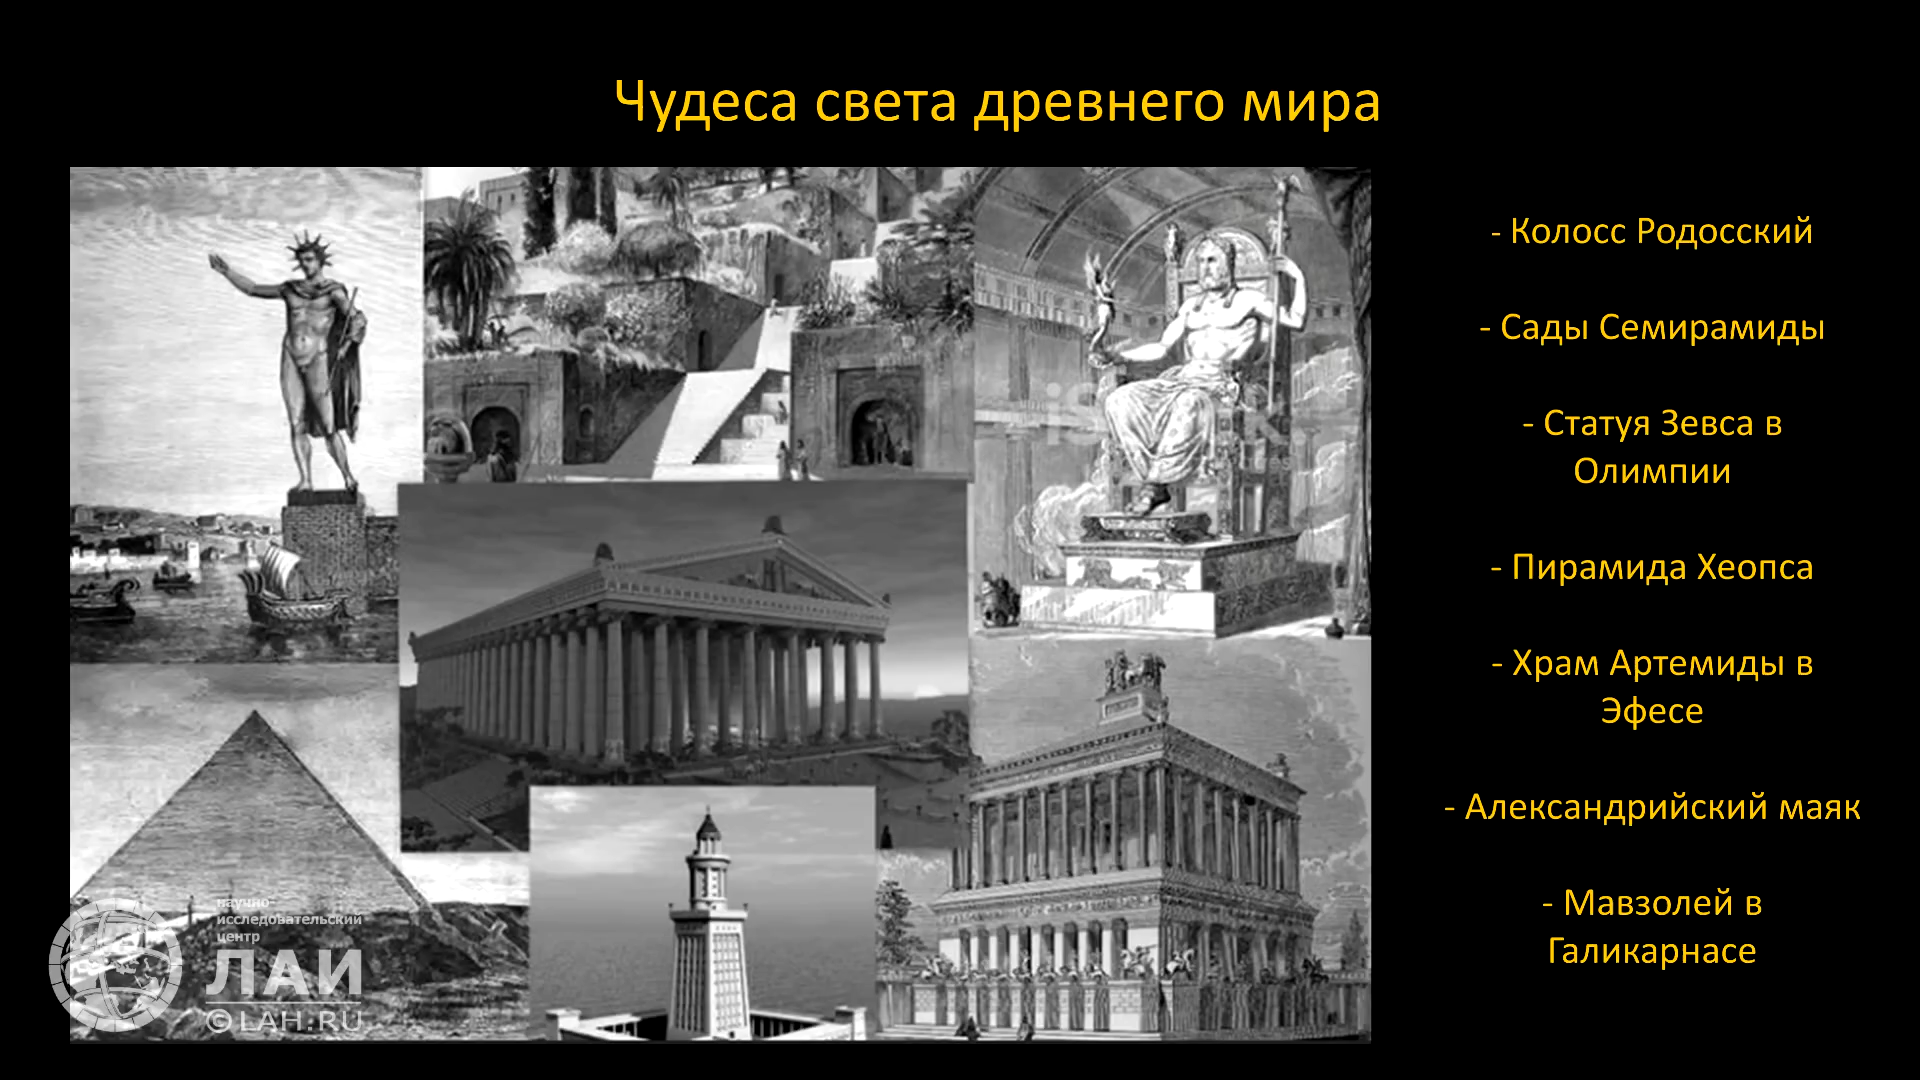 Чудеса света древнего мира
- Колосс Родосский
- Сады Семирамиды
- Статуя Зевса в
Олимпии
- Пирамида Хеопса
- Храм Артемиды в
Эфесе
- Александрийский маяк
- Мавзолей в
Галикарнасе
научно-
исследовательский
центр
ЛАИ
©LAH.RU